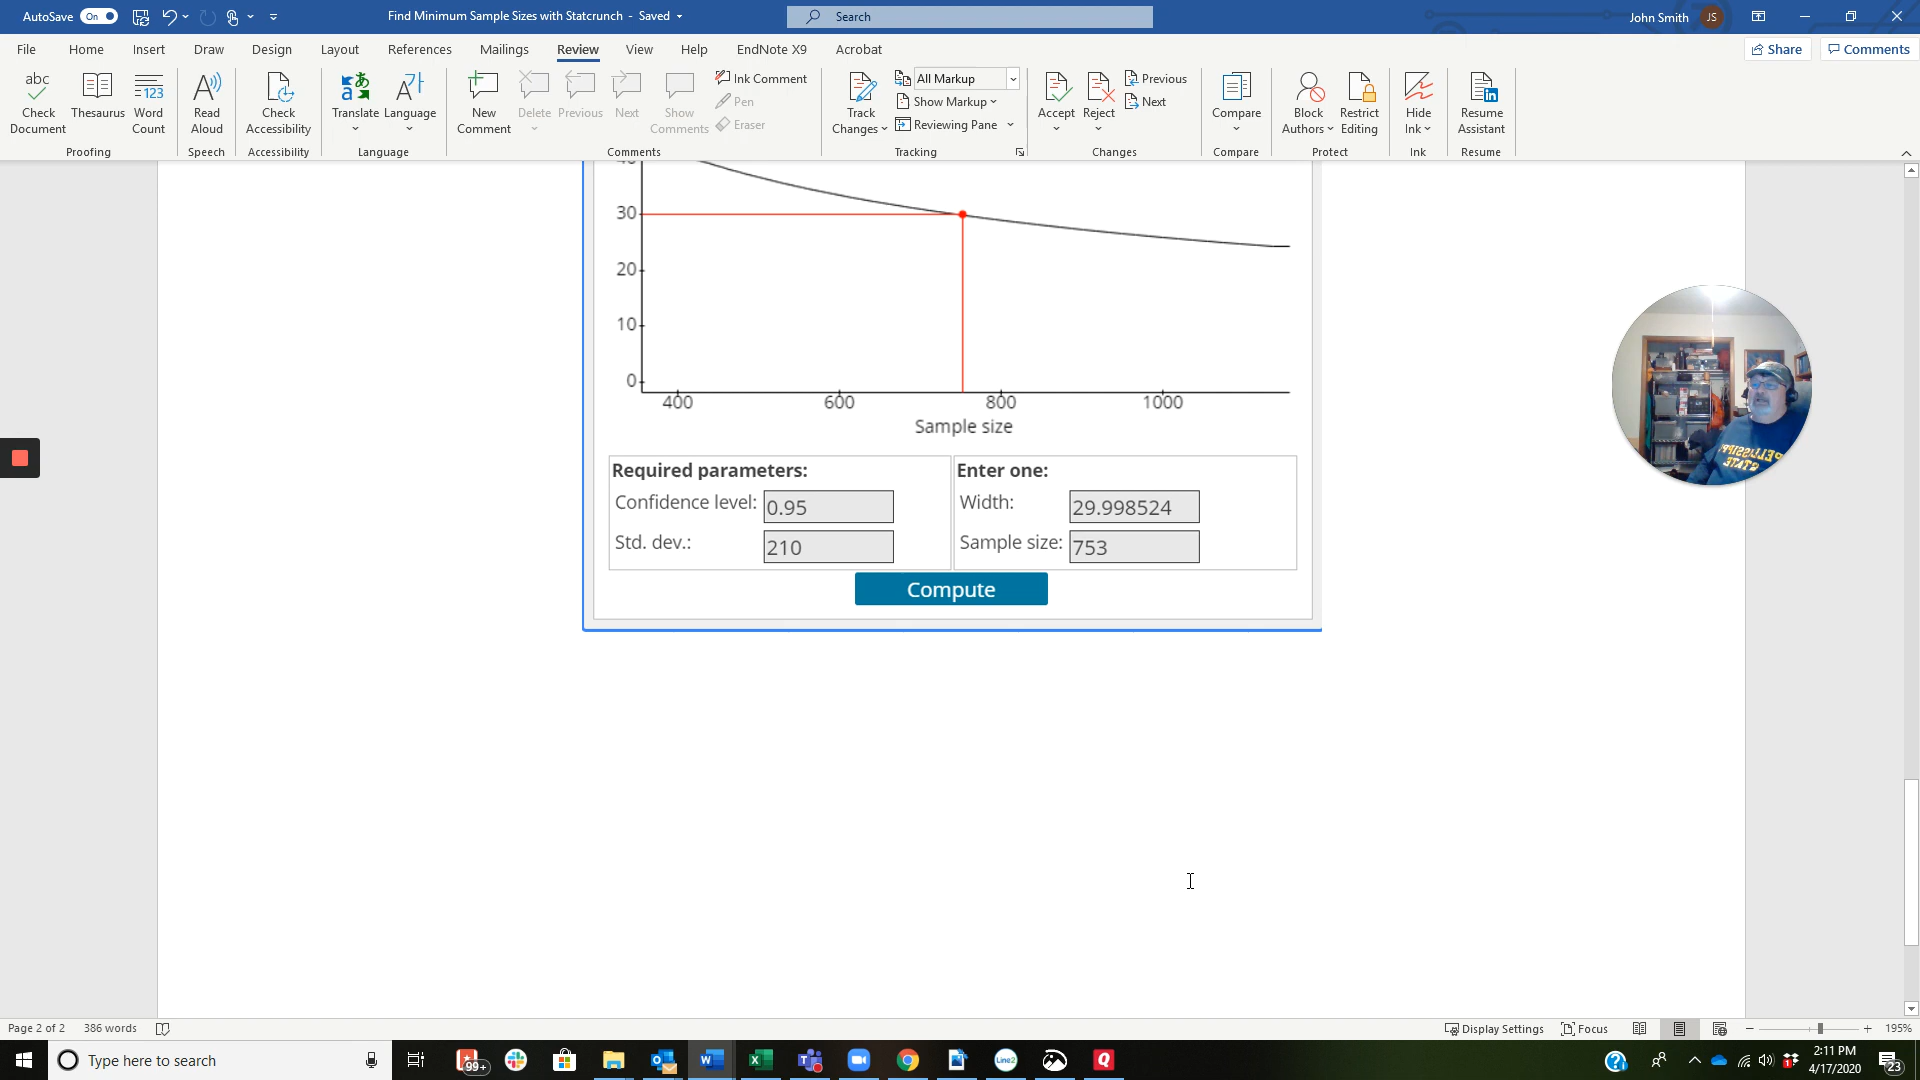 AutoSave On Find Minimum Sample Sizes with Statcrunch - Saved Search John Smith JS
File Home Insert Draw Design Layout References Mailings Review View Help EndNote X9 Acrobat Share Comments
abc
Check Document
Thesaurus
123
Word Count
Proofing
Read Aloud
Speech
Check Accessibility
Accessibility
Translate
Language
Language
New Comment
Delete
Previous
Next
Show Comments
Ink Comment
Pen
Eraser
Comments
Track Changes
All Markup
Show Markup
Reviewing Pane
Tracking
Accept
Reject
Previous
Next
Changes
Compare
Compare
Block Authors
Restrict Editing
Protect
Hide Ink
Ink
Resume Assistant
Resume
30
20
10
0
400 600 800 1000
Sample size
Required parameters: Enter one:
Confidence level: 0.95 Width: 29.998524
Std. dev.: 210 Sample size: 753
Compute
PELLISSIPPI
STATE
Page 2 of 2 386 words Display Settings Focus 195%
Type here to search 99+ Line2 2:11 PM
4/17/2020 23